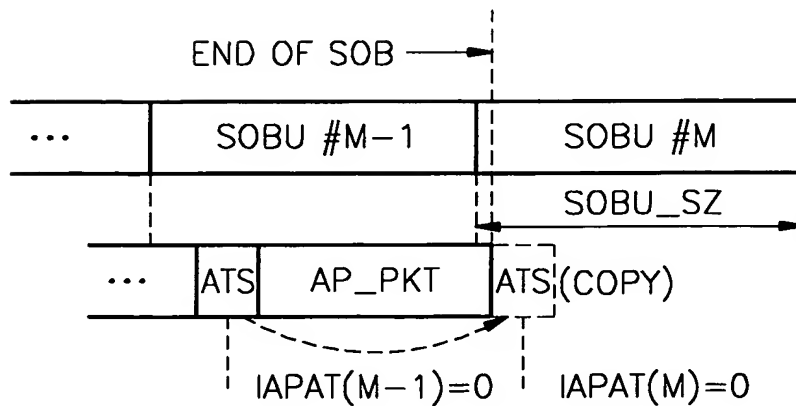 END OF SOB
... SOBU #M-1 SOBU #M
SOBU_SZ
... ATS AP_PKT ATS (COPY)
IAPAT(M-1)=0 IAPAT(M)=0